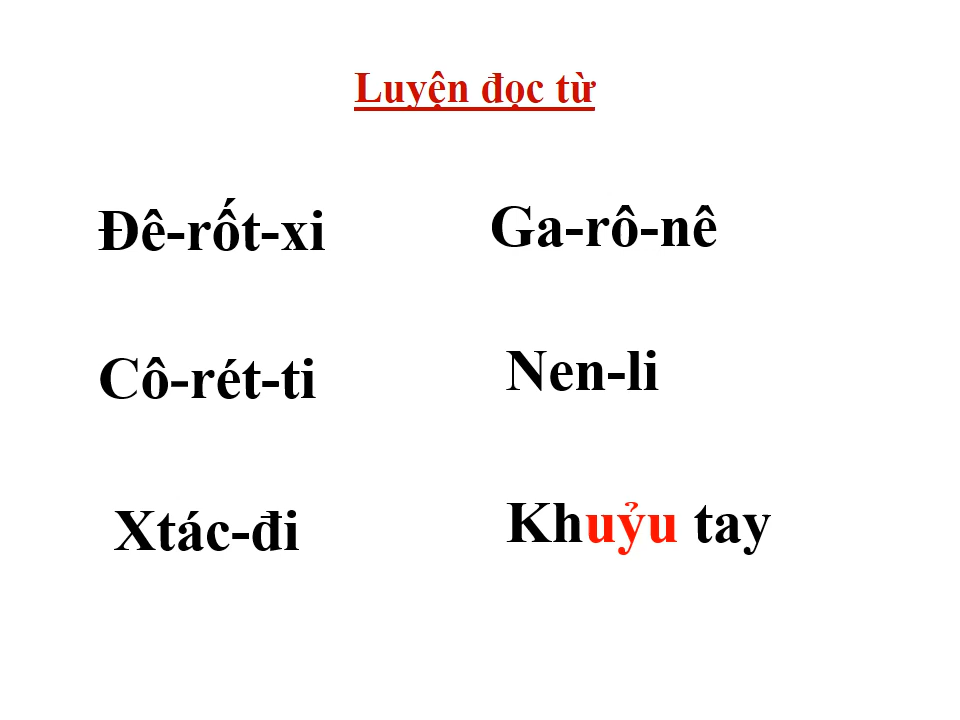 Luyện đọc từ
Đê-rốt-xi
Ga-rô-nê
Cô-rét-ti
Nen-li
Xtác-đi
Khuỷu tay